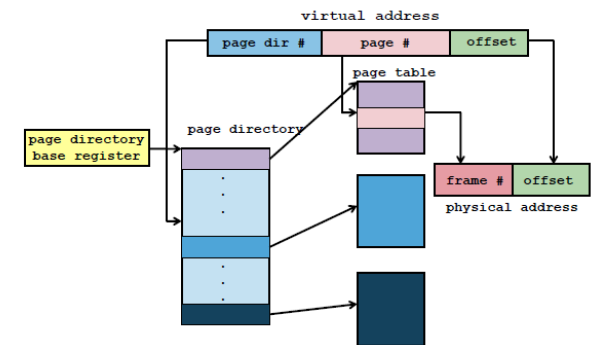 virtual address
page dir #
page #
offset
page table
page directory
page directory
base register
frame #
offset
physical address